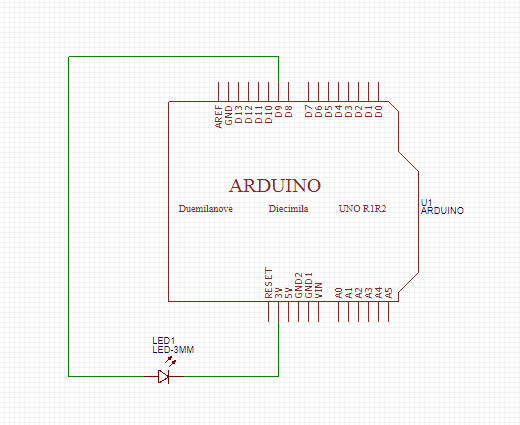 AREF
GND
D13
D12
D11
D10
D9
D8
D7
D6
D5
D4
D3
D2
D1
D0
ARDUINO
Duemilanove Diecimila UNO R1R2
U1
ARDUINO
RESET
3V
5V
GND2
GND1
VIN
A0
A1
A2
A3
A4
A5
LED1
LED-3MM